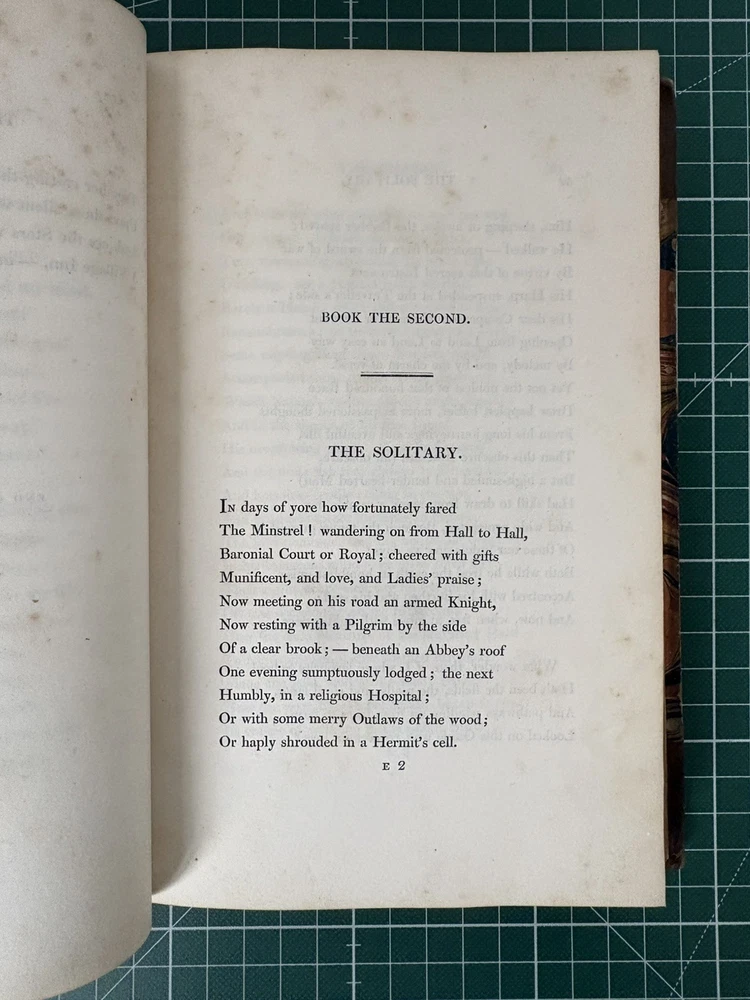 BOOK THE SECOND.
THE SOLITARY.
IN days of yore how fortunately fared
The Minstrel! wandering on from Hall to Hall,
Baronial Court or Royal; cheered with gifts
Munificent, and love, and Ladies' praise;
Now meeting on his road an armed Knight,
Now resting with a Pilgrim by the side
Of a clear brook; — beneath an Abbey's roof
One evening sumptuously lodged; the next
Humbly, in a religious Hospital;
Or with some merry Outlaws of the wood;
Or haply shrouded in a Hermit's cell.
E 2